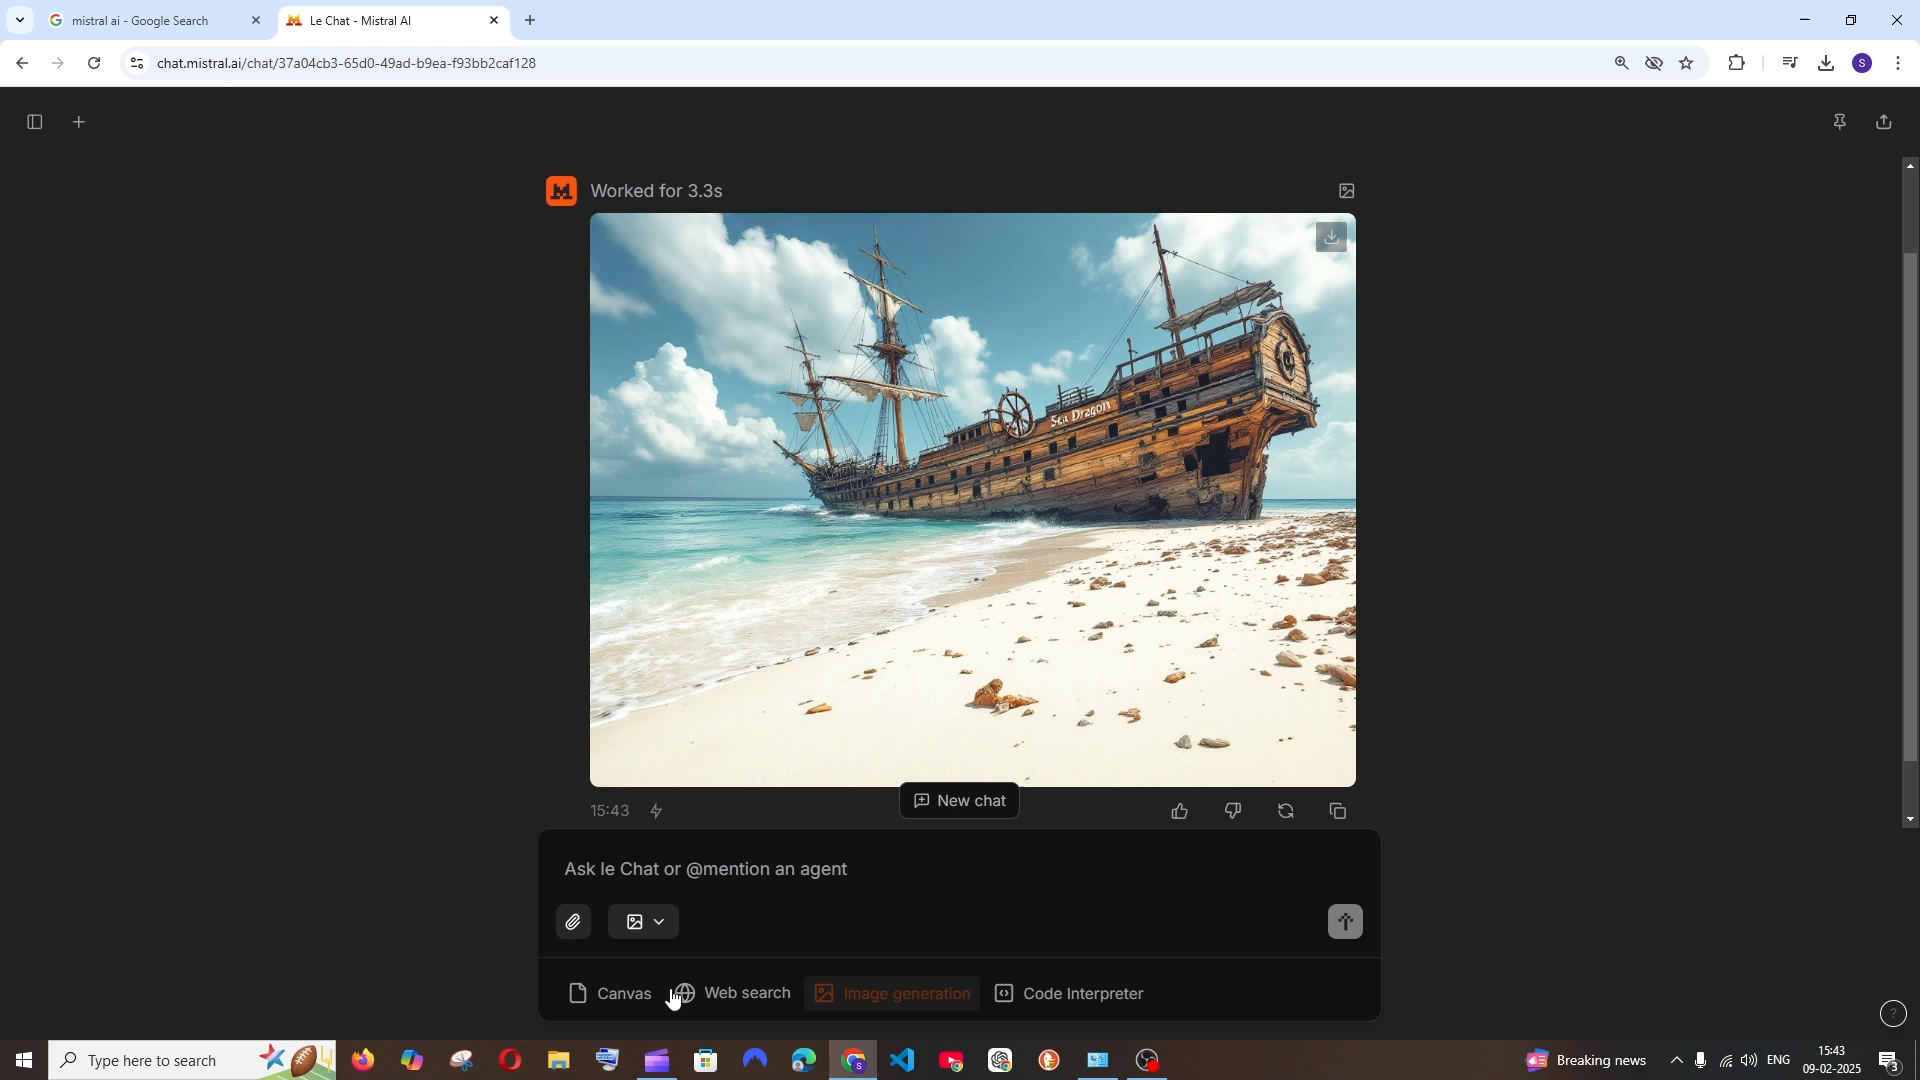 mistral ai - Google Search
Le Chat - Mistral AI
chat.mistral.ai/chat/37a04cb3-65d0-49ad-b9ea-f93bb2caf128
S
Worked for 3.3s
Sea Dragon
15:43
New chat
Ask le Chat or @mention an agent
Canvas
Web search
Image generation
Code Interpreter
?
Type here to search
Breaking news
ENG
15:43
09-02-2025
3